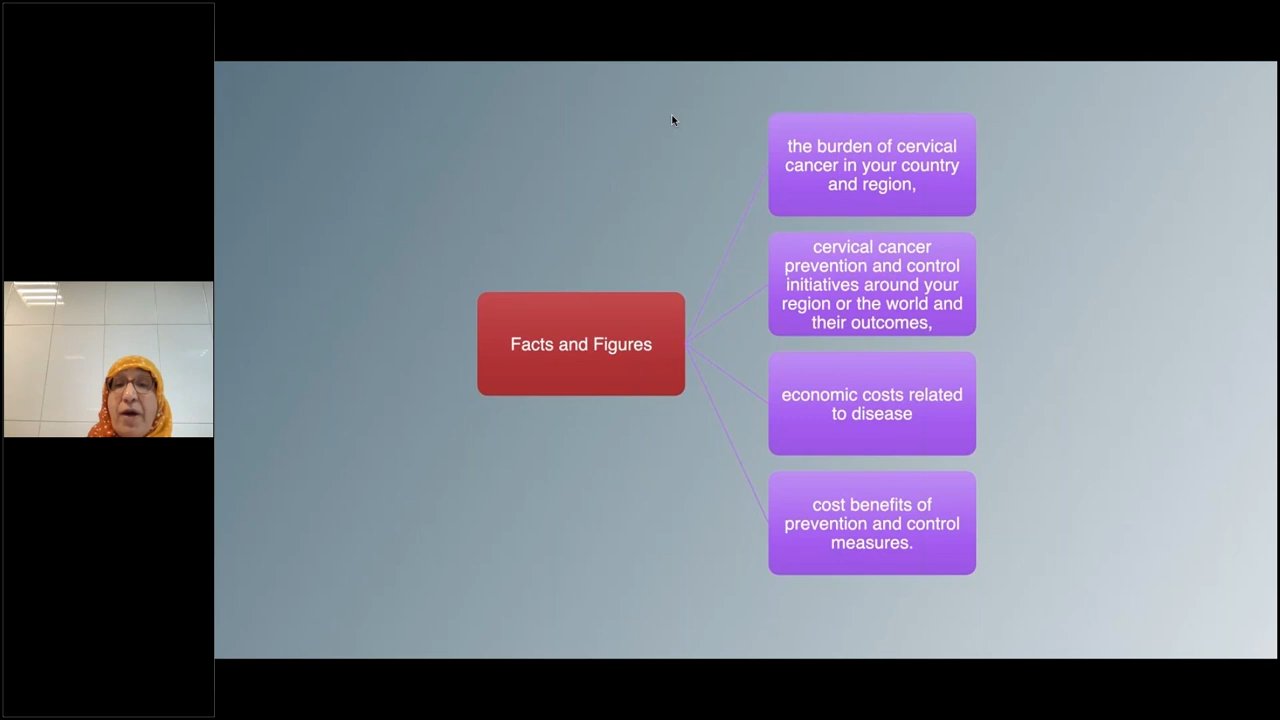 Facts and Figures
the burden of cervical
cancer in your country
and region,
cervical cancer
prevention and control
initiatives around your
region or the world and
their outcomes,
economic costs related
to disease
cost benefits of
prevention and control
measures.